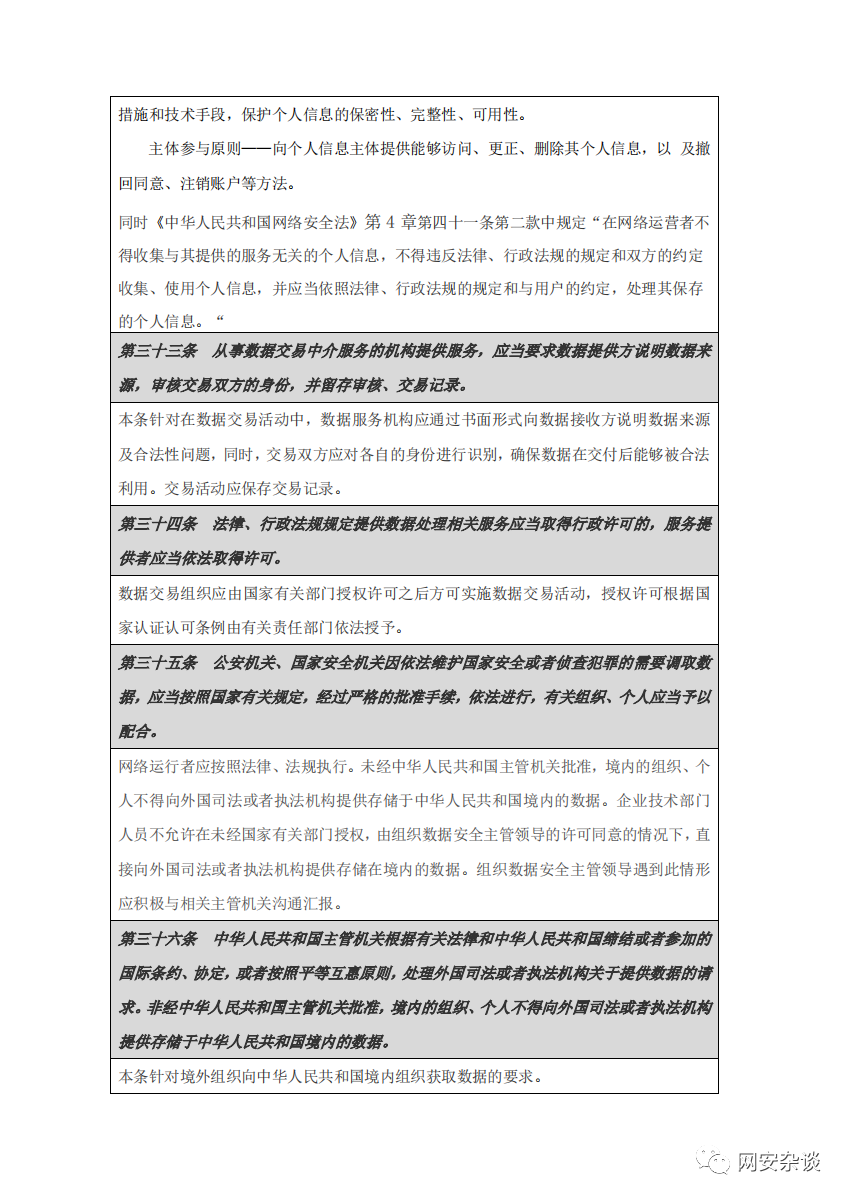 措施和技术手段，保护个人信息的保密性、完整性、可用性。
主体参与原则——向个人信息主体提供能够访问、更正、删除其个人信息，以 及撤
回同意、注销账户等方法。
同时《中华人民共和国网络安全法》第 4 章第四十一条第二款中规定“在网络运营者不
得收集与其提供的服务无关的个人信息，不得违反法律、行政法规的规定和双方的约定
收集、使用个人信息，并应当依照法律、行政法规的规定和与用户的约定，处理其保存
的个人信息。“
第三十三条　从事数据交易中介服务的机构提供服务，应当要求数据提供方说明数据来
源，审核交易双方的身份，并留存审核、交易记录。
本条针对在数据交易活动中，数据服务机构应通过书面形式向数据接收方说明数据来源
及合法性问题，同时，交易双方应对各自的身份进行识别，确保数据在交付后能够被合法
利用。交易活动应保存交易记录。
第三十四条　法律、行政法规规定提供数据处理相关服务应当取得行政许可的，服务提
供者应当依法取得许可。
数据交易组织应由国家有关部门授权许可之后方可实施数据交易活动，授权许可根据国
家认证认可条例由有关责任部门依法授予。
第三十五条　公安机关、国家安全机关因依法维护国家安全或者侦查犯罪的需要调取数
据，应当按照国家有关规定，经过严格的批准手续，依法进行，有关组织、个人应当予以
配合。
网络运行者应按照法律、法规执行。未经中华人民共和国主管机关批准，境内的组织、个
人不得向外国司法或者执法机构提供存储于中华人民共和国境内的数据。企业技术部门
人员不允许在未经国家有关部门授权，由组织数据安全主管领导的许可同意的情况下，直
接向外国司法或者执法机构提供存储在境内的数据。组织数据安全主管领导遇到此情形
应积极与相关主管机关沟通汇报。
第三十六条　中华人民共和国主管机关根据有关法律和中华人民共和国缔结或者参加的
国际条约、协定，或者按照平等互惠原则，处理外国司法或者执法机构关于提供数据的请
求。非经中华人民共和国主管机关批准，境内的组织、个人不得向外国司法或者执法机构
提供存储于中华人民共和国境内的数据。
本条针对境外组织向中华人民共和国境内组织获取数据的要求。
网安杂谈